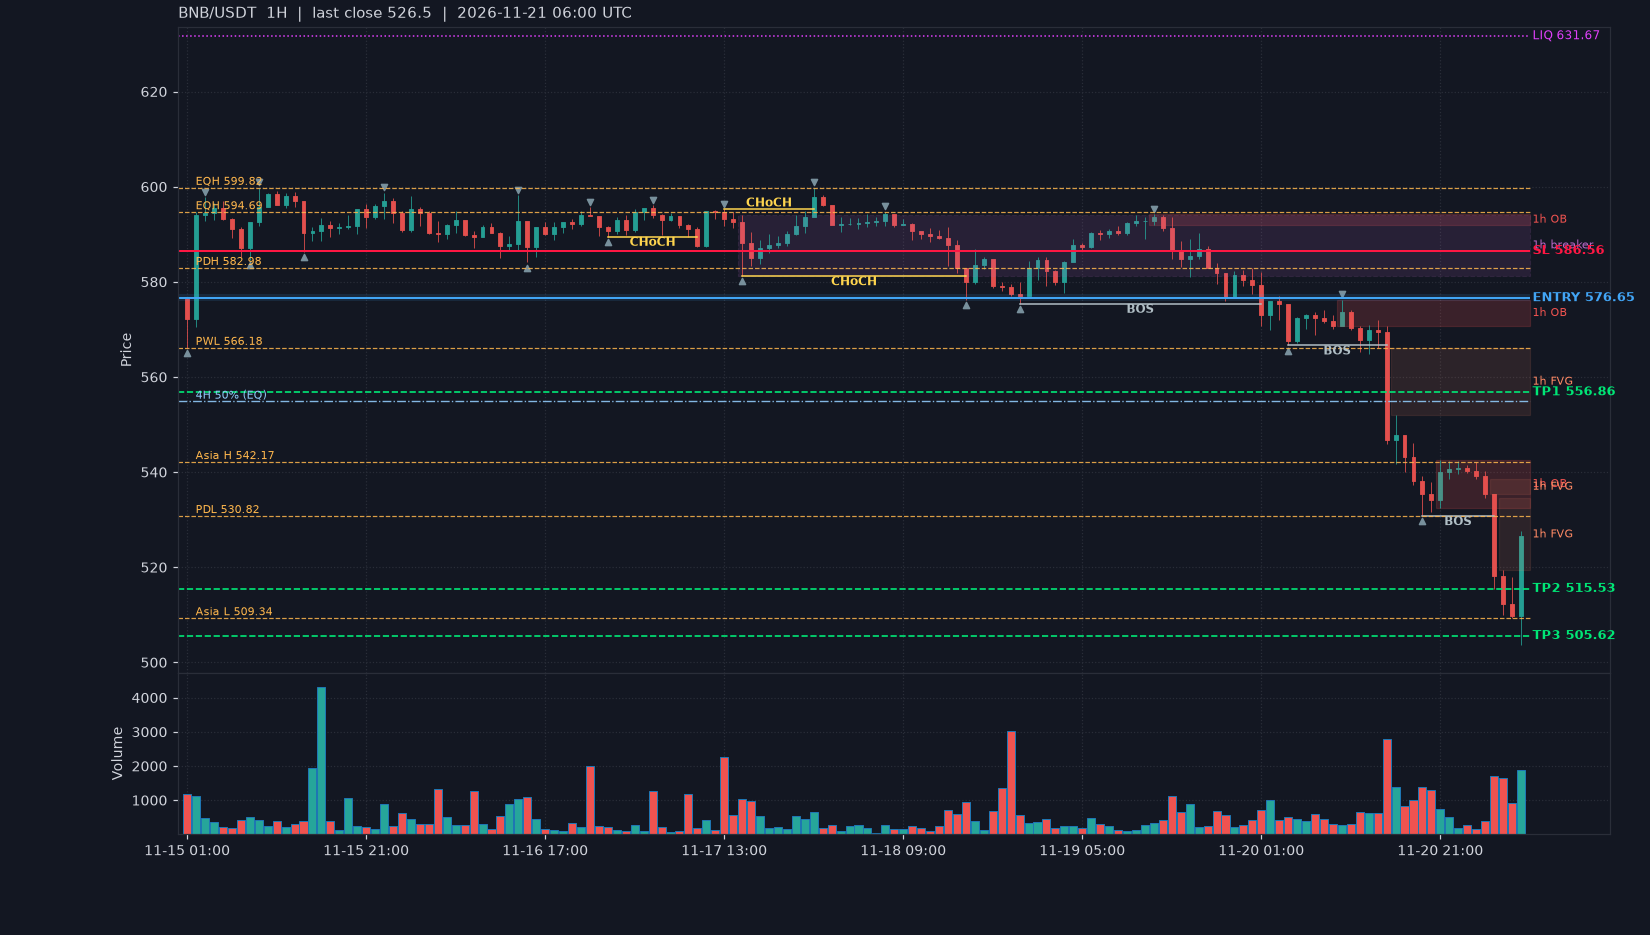 BNB/USDT 1H | last close 526.5 | 2026-11-21 06:00 UTC
LIQ 631.67
620
600
580
560
540
520
500
Price
EQH 599.89
EQH 594.69
PDH 582.98
PWL 566.18
4H 50% (EQ)
Asia H 542.17
PDL 530.82
Asia L 509.34
CHoCH
CHoCH
CHoCH
BOS
BOS
BOS
1h OB
1h breaker
SL 586.56
ENTRY 576.65
1h OB
1h FVG
TP1 556.86
1h OB
1h FVG
1h FVG
TP2 515.53
TP3 505.62
4000
3000
2000
1000
Volume
11-15 01:00
11-15 21:00
11-16 17:00
11-17 13:00
11-18 09:00
11-19 05:00
11-20 01:00
11-20 21:00